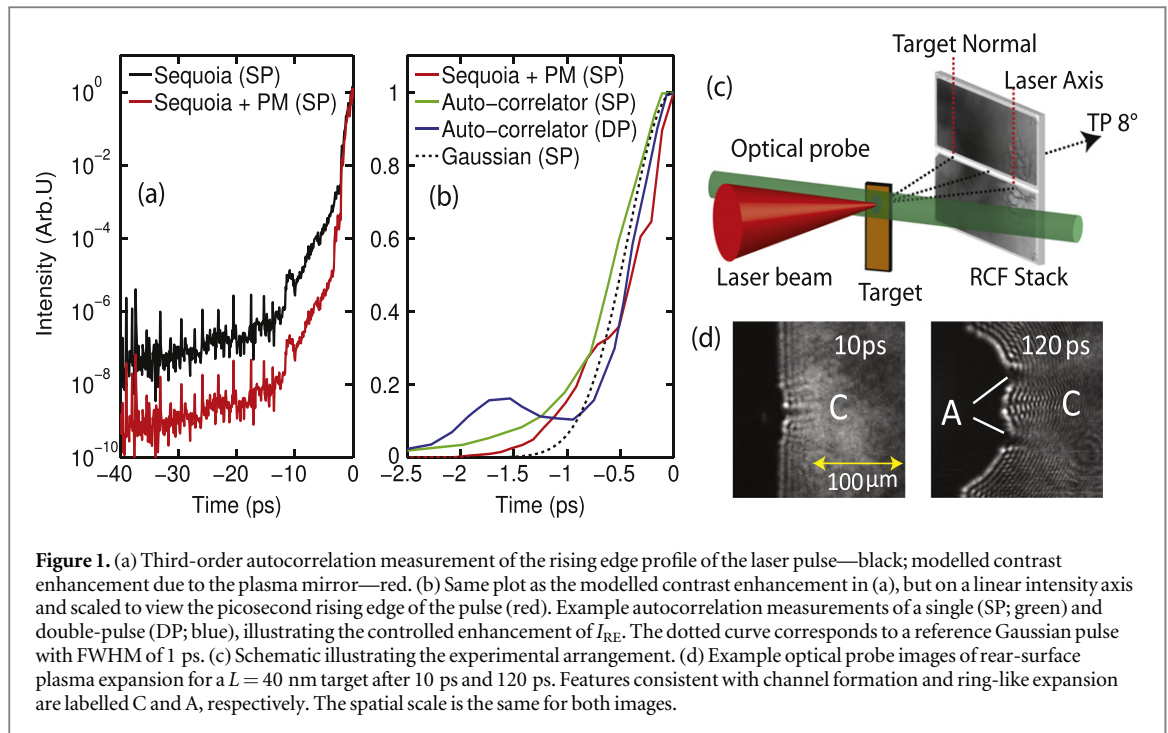 Sequoia (SP)
Sequoia + PM (SP)
10⁰
10⁻²
10⁻⁴
10⁻⁶
10⁻⁸
10⁻¹⁰
Intensity (Arb.U)
(a)
−40 −30 −20 −10 0
Time (ps)
Sequoia + PM (SP)
Auto−correlator (SP)
Auto−correlator (DP)
Gaussian (SP)
1
0.8
0.6
0.4
0.2
0
(b)
−2.5 −2 −1.5 −1 −0.5 0
Time (ps)
(c)
Target Normal
Laser Axis
TP 8°
Optical probe
Laser beam
Target
RCF Stack
(d)
10ps
C
100μm
120 ps
A
C
Figure 1. (a) Third-order autocorrelation measurement of the rising edge profile of the laser pulse—black; modelled contrast
enhancement due to the plasma mirror—red. (b) Same plot as the modelled contrast enhancement in (a), but on a linear intensity axis
and scaled to view the picosecond rising edge of the pulse (red). Example autocorrelation measurements of a single (SP; green) and
double-pulse (DP; blue), illustrating the controlled enhancement of I_RE. The dotted curve corresponds to a reference Gaussian pulse
with FWHM of 1 ps. (c) Schematic illustrating the experimental arrangement. (d) Example optical probe images of rear-surface
plasma expansion for a L = 40 nm target after 10 ps and 120 ps. Features consistent with channel formation and ring-like expansion
are labelled C and A, respectively. The spatial scale is the same for both images.